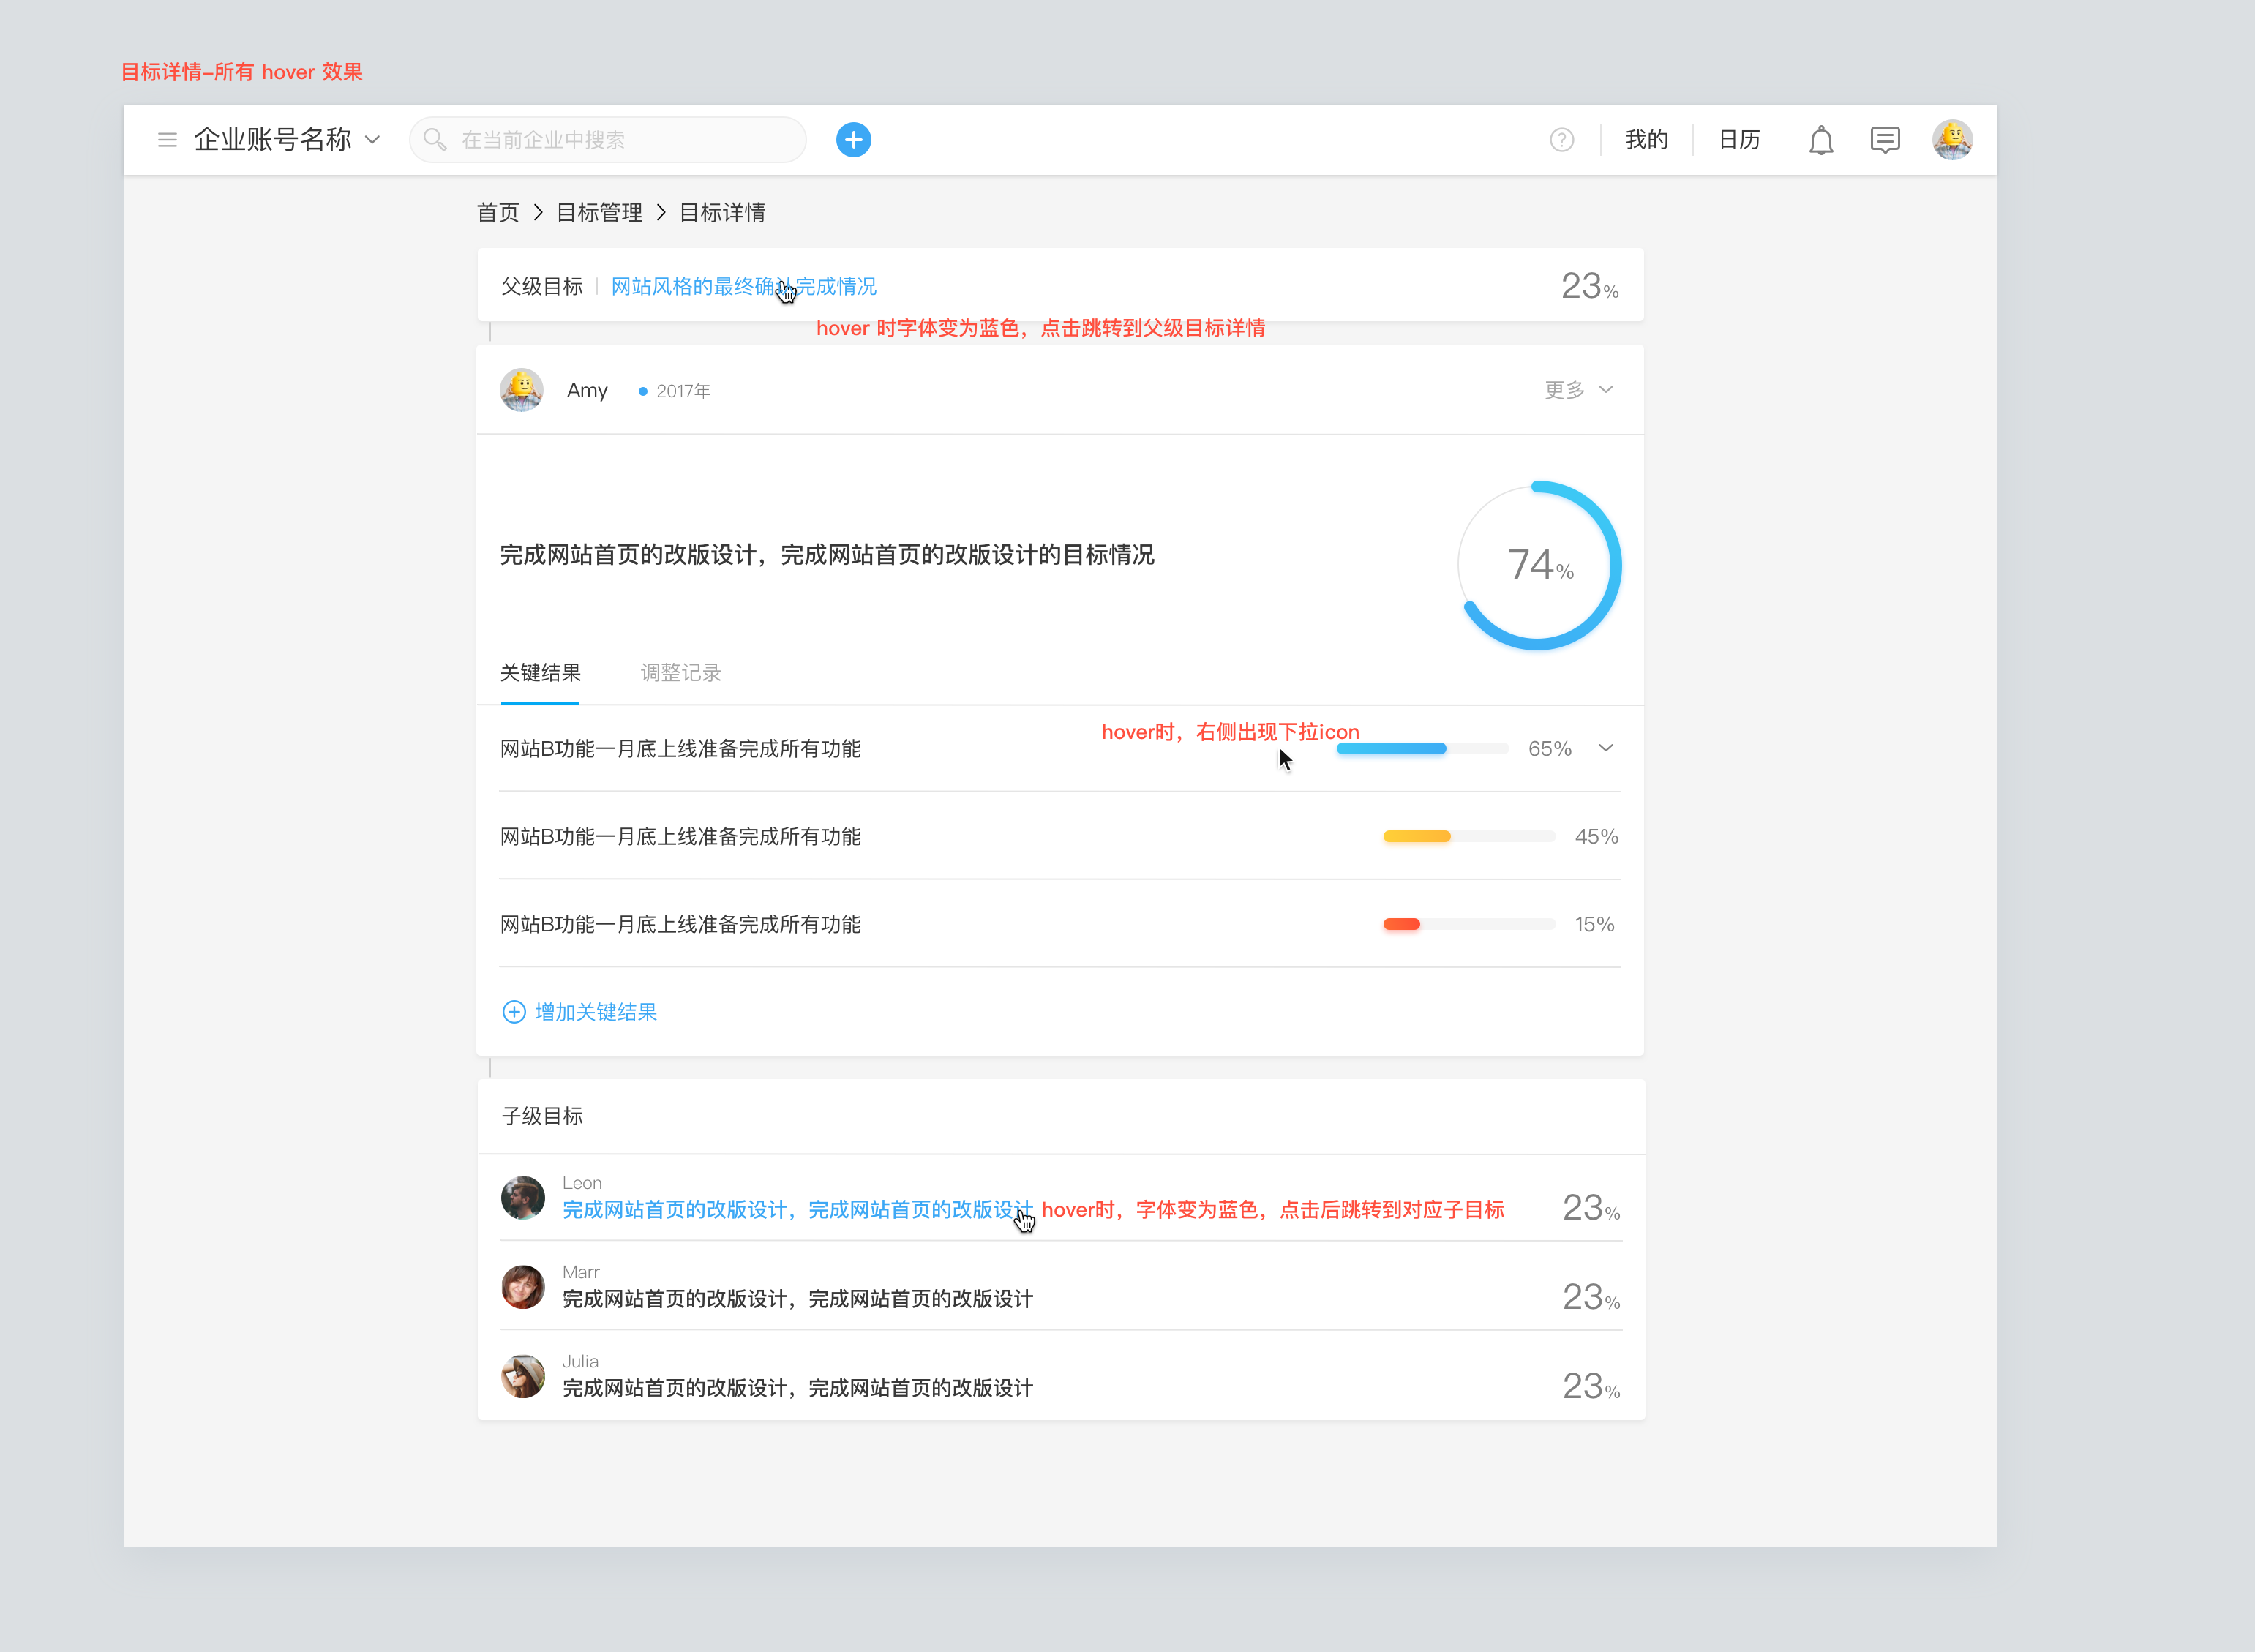 目标详情–所有 hover 效果
企业账号名称
在当前企业中搜索
我的
日历
首页 > 目标管理 > 目标详情
父级目标 | 网站风格的最终确认完成情况
23%
hover 时字体变为蓝色，点击跳转到父级目标详情
Amy
2017年
更多
完成网站首页的改版设计，完成网站首页的改版设计的目标情况
74%
关键结果
调整记录
hover时，右侧出现下拉icon
网站B功能一月底上线准备完成所有功能
65%
网站B功能一月底上线准备完成所有功能
45%
网站B功能一月底上线准备完成所有功能
15%
增加关键结果
子级目标
Leon
完成网站首页的改版设计，完成网站首页的改版设计
hover时，字体变为蓝色，点击后跳转到对应子目标
23%
Marr
完成网站首页的改版设计，完成网站首页的改版设计
23%
Julia
完成网站首页的改版设计，完成网站首页的改版设计
23%